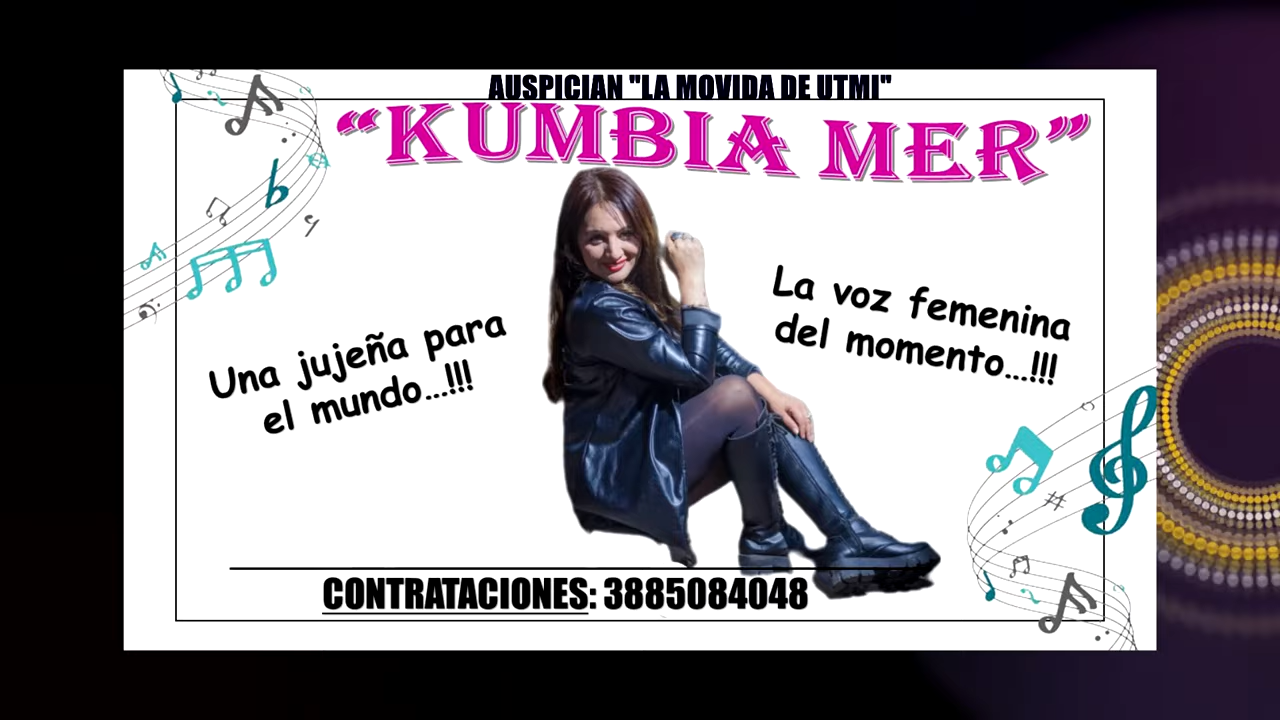 AUSPICIAN "LA MOVIDA DE UTMI"
“KUMBIA MER”
Una jujeña para
el mundo...!!!
La voz femenina
del momento...!!!
CONTRATACIONES: 3885084048